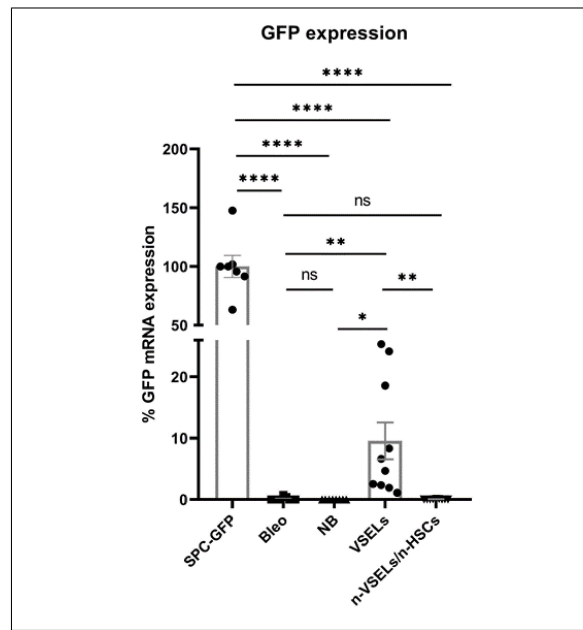 GFP expression
****
****
****
****
ns
**
ns
**
*
% GFP mRNA expression
200
150
100
50
20
10
0
SPC-GFP
Bleo
NB
VSELs
n-VSELs/n-HSCs